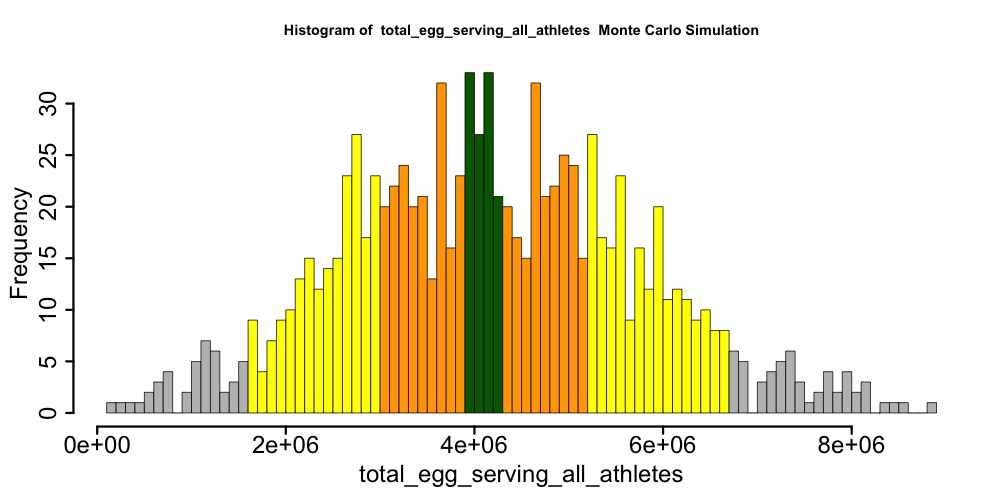 Histogram of total_egg_serving_all_athletes Monte Carlo Simulation
Frequency
30
25
20
15
10
5
0
0e+00 2e+06 4e+06 6e+06 8e+06
total_egg_serving_all_athletes